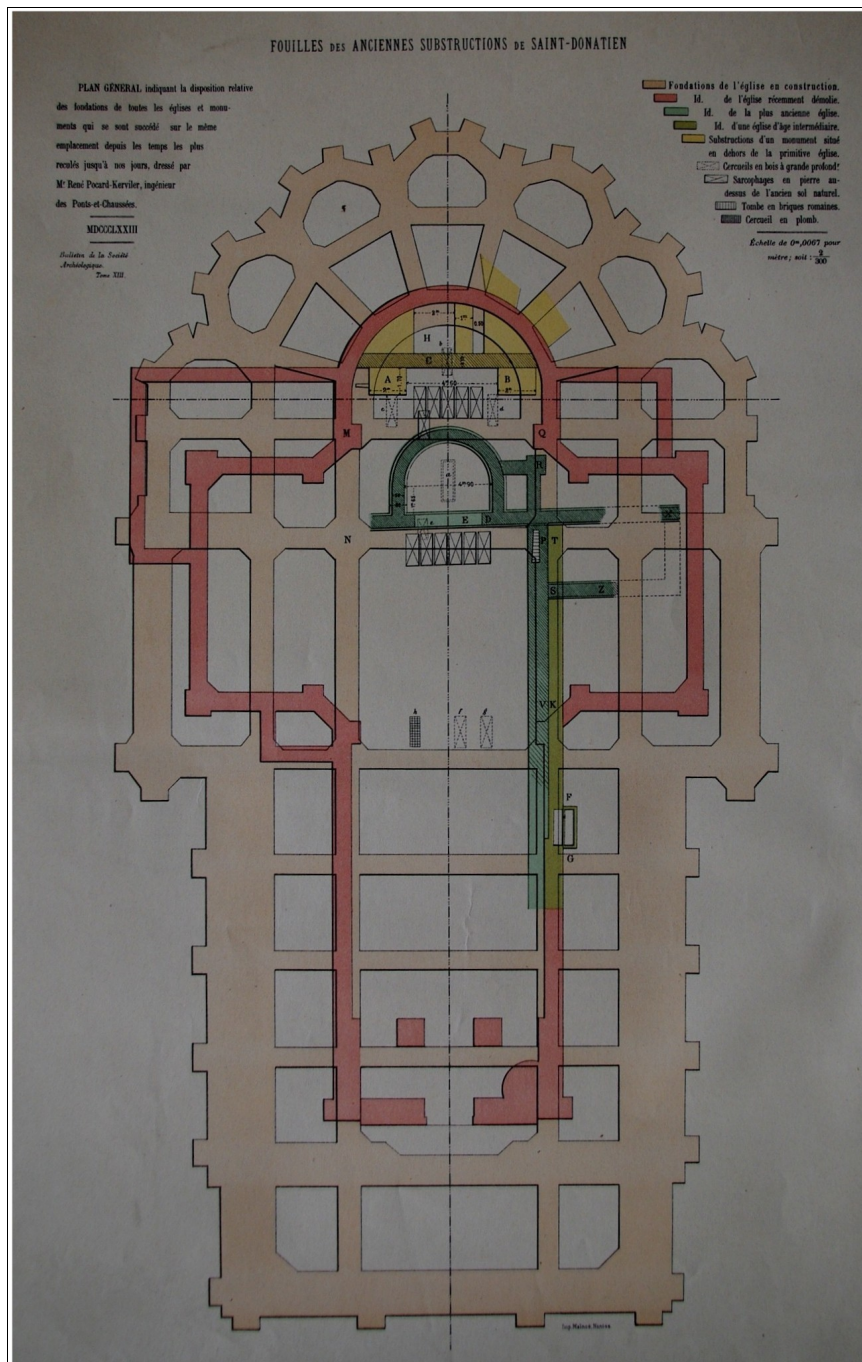 FOUILLES DES ANCIENNES SUBSTRUCTIONS DE SAINT-DONATIEN
PLAN GÉNÉRAL indiquant la disposition relative
des fondations de toutes les églises et monu-
ments qui se sont succédé sur le même
emplacement depuis les temps les plus
reculés jusqu'à nos jours, dressé par
Mr René Pocard-Kerviler, ingénieur
des Ponts-et-Chaussées.
MDCCCLXXIII
Bulletin de la Société
Archéologique.
Tome XIII.
Fondations de l'église en construction.
Id. de l'église récemment démolie.
Id. de la plus ancienne église.
Id. d'une église d'âge intermédiaire.
Substructions d'un monument situé
en dehors de la primitive église.
Cercueils en bois à grande profondr
Sarcophages en pierre au-
dessus de l'ancien sol naturel.
Tombe en briques romaines.
Cercueil en plomb.
Échelle de 0m,0067 pour
mètre; soit : 2/300
H
C
A
B
M
Q
R
N
E
D
P
T
S
Z
V
K
F
G